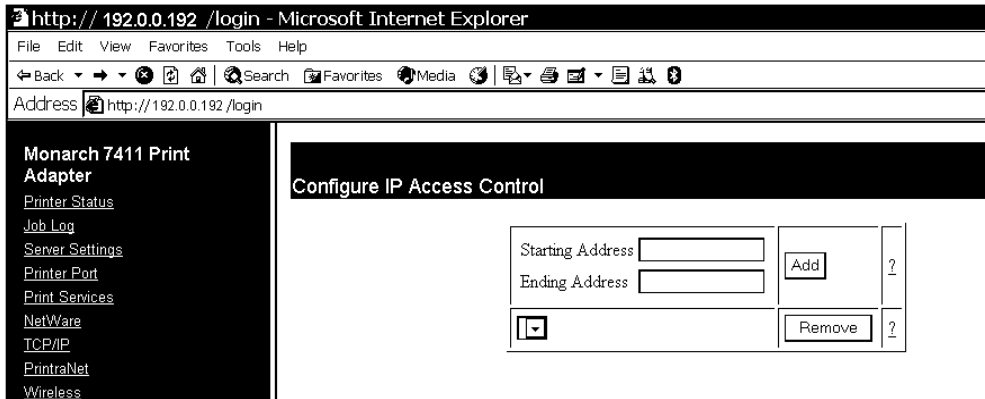 http:// 192.0.0.192 /login - Microsoft Internet Explorer
File Edit View Favorites Tools Help
Back Search Favorites Media
Address http://192.0.0.192 /login
Monarch 7411 Print
Adapter
Printer Status
Job Log
Server Settings
Printer Port
Print Services
NetWare
TCP/IP
PrintraNet
Wireless
Configure IP Access Control
Starting Address
Ending Address
Add
?
Remove
?